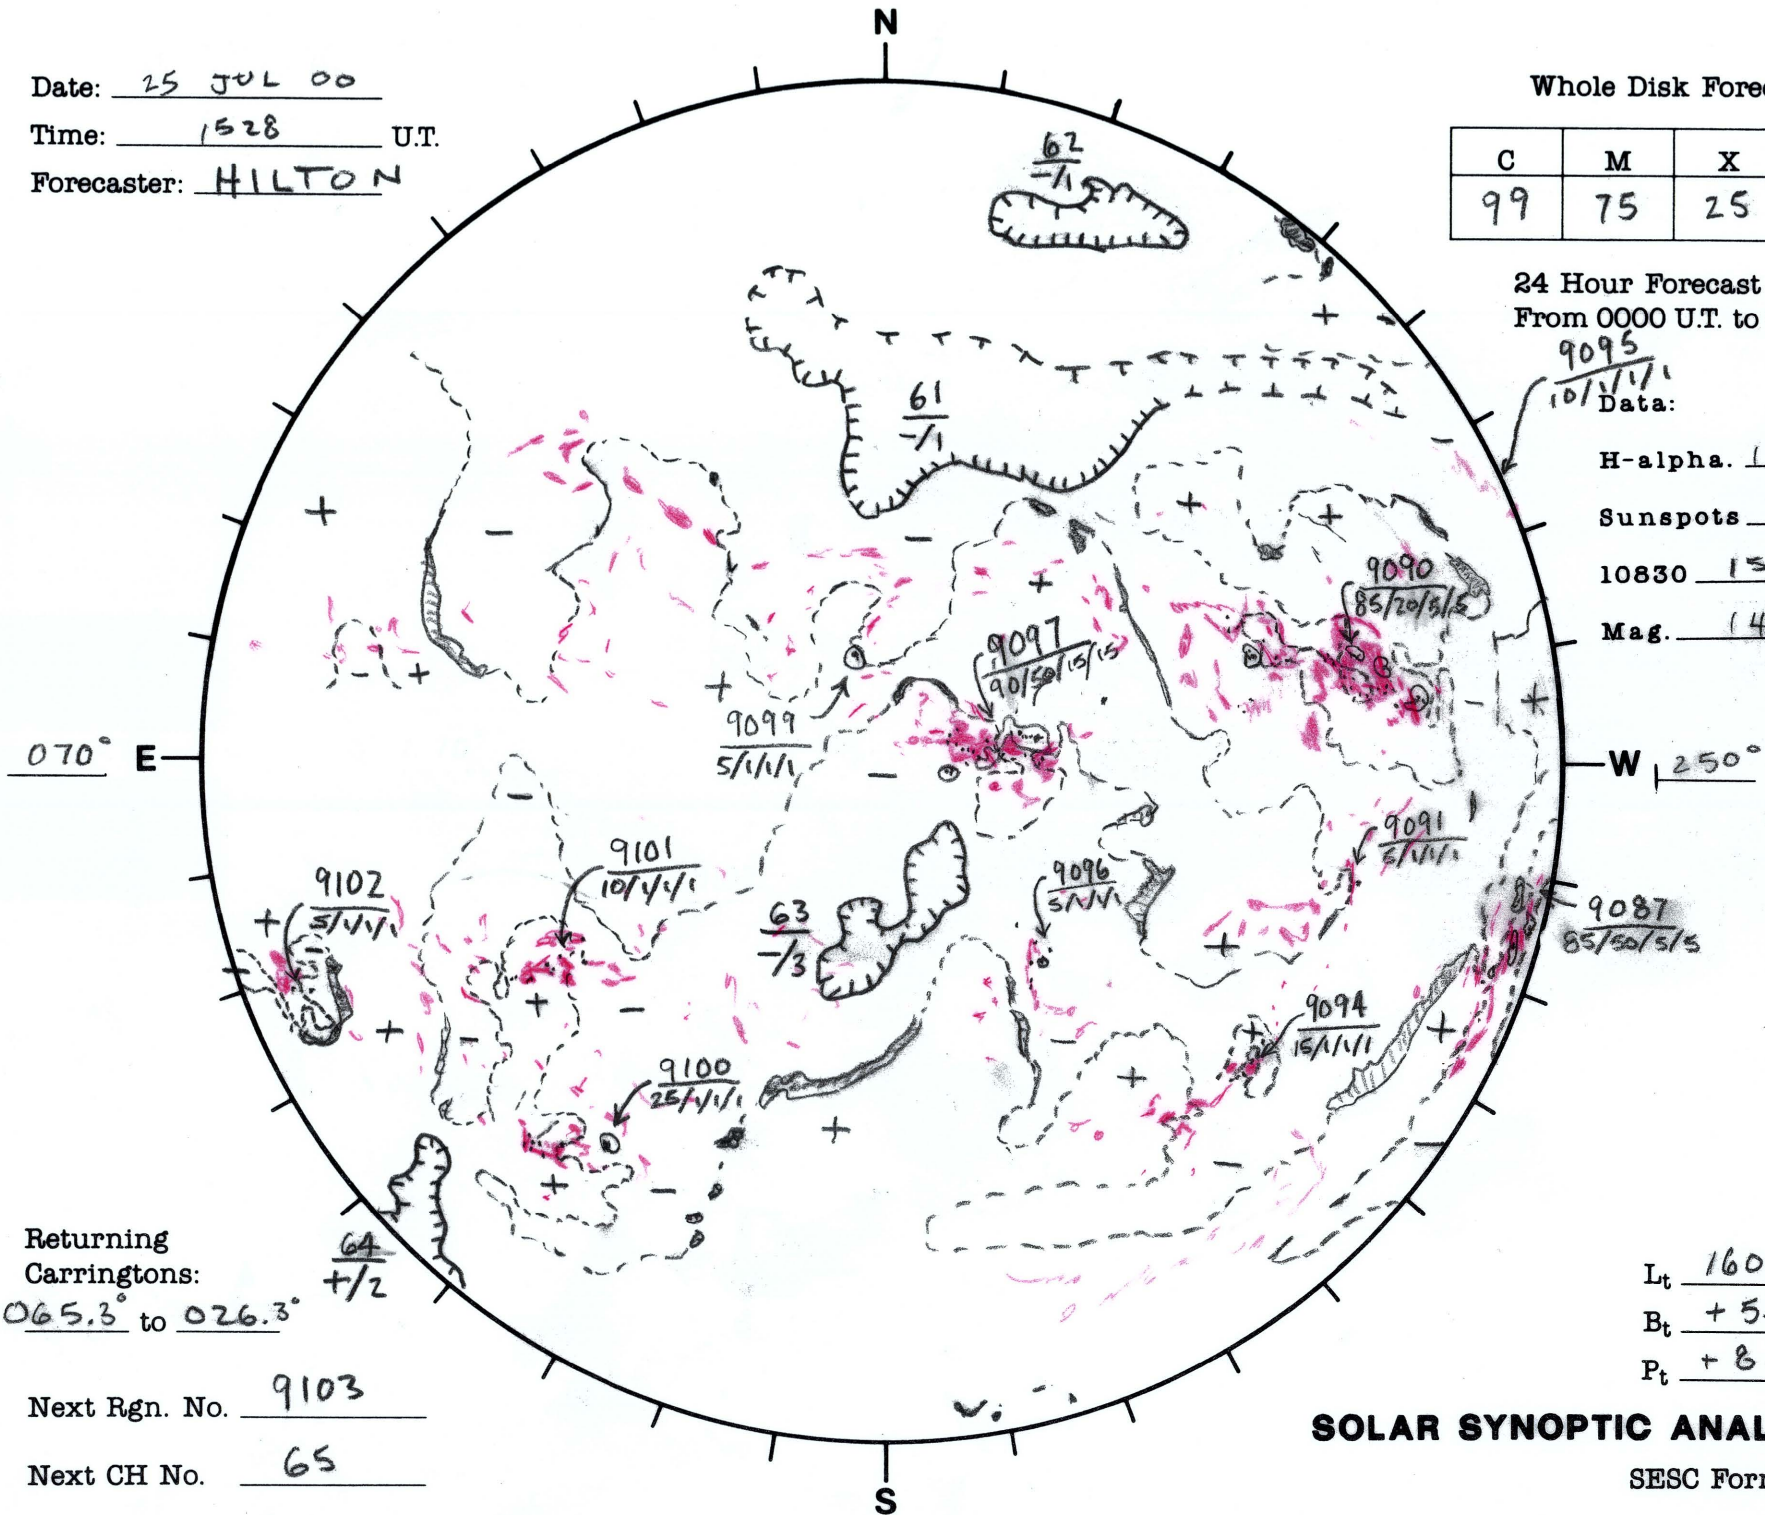 N
Date: 25 JUL 00
Time: 1528 U.T.
Forecaster: HILTON
Whole Disk Fore
C M X
99 75 25
24 Hour Forecast
From 0000 U.T. to
62
-/1
9095
10/1/1/1
Data:
H-alpha. 1
Sunspots
10830 15
Mag. 14
61
-/1
+
-
+
+
-
+
9090
85/20/5/5
9097
90/50/15/15
9099
5/1/1/1
070° E
W 250°
9091
5/1/1/1
9101
10/1/1/1
9102
5/1/1/1
9096
5/1/1/1
63
-/3
9087
85/50/5/5
9094
15/1/1/1
9100
25/1/1/1
64
+/2
Returning
Carringtons:
065.3° to 026.3°
Next Rgn. No. 9103
Next CH No. 65
Lt 160
Bt + 5.
Pt + 8
SOLAR SYNOPTIC ANAL
SESC For
S